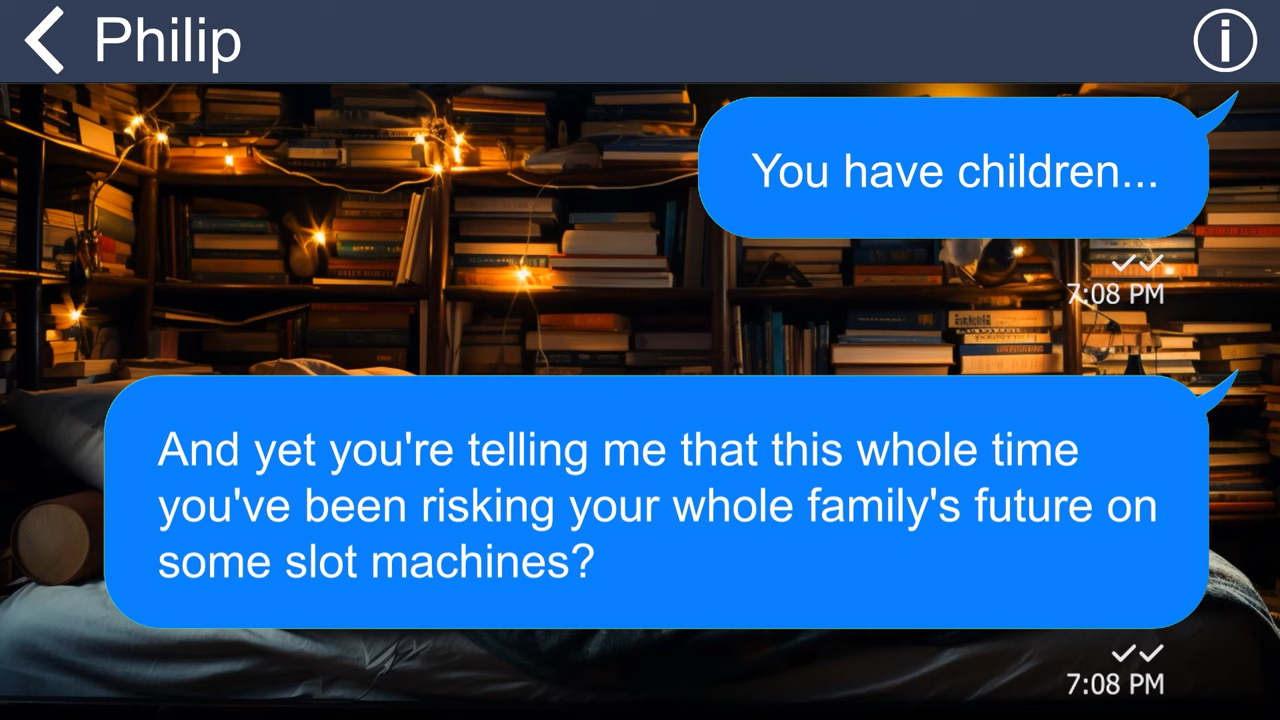 Philip
You have children...
7:08 PM
And yet you're telling me that this whole time
you've been risking your whole family's future on
some slot machines?
7:08 PM